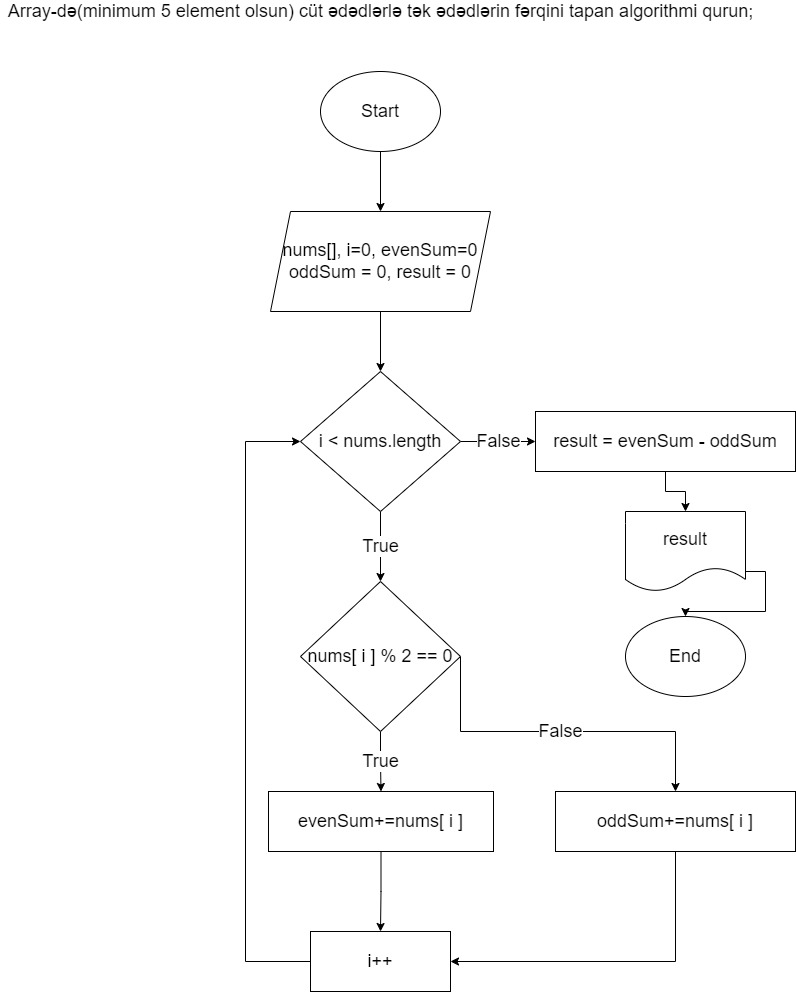 Array-də(minimum 5 element olsun) cüt ədədlərlə tək ədədlərin fərqini tapan algorithmi qurun;
Start
nums[], i=0, evenSum=0
oddSum = 0, result = 0
i < nums.length
False
result = evenSum - oddSum
result
End
True
nums[ i ] % 2 == 0
False
True
evenSum+=nums[ i ]
oddSum+=nums[ i ]
i++